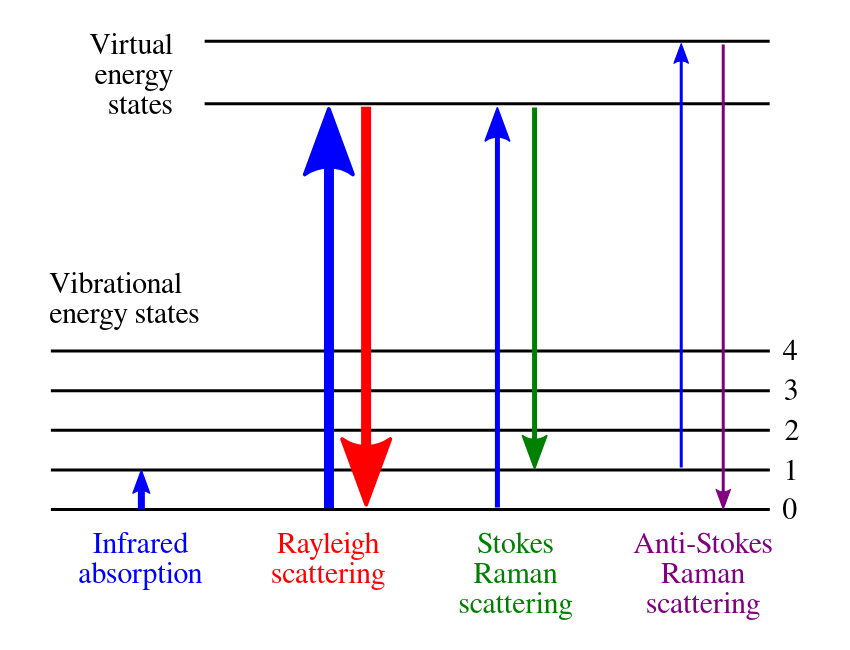 Virtual
energy
states
Vibrational
energy states
4
3
2
1
0
Infrared
absorption
Rayleigh
scattering
Stokes
Raman
scattering
Anti-Stokes
Raman
scattering